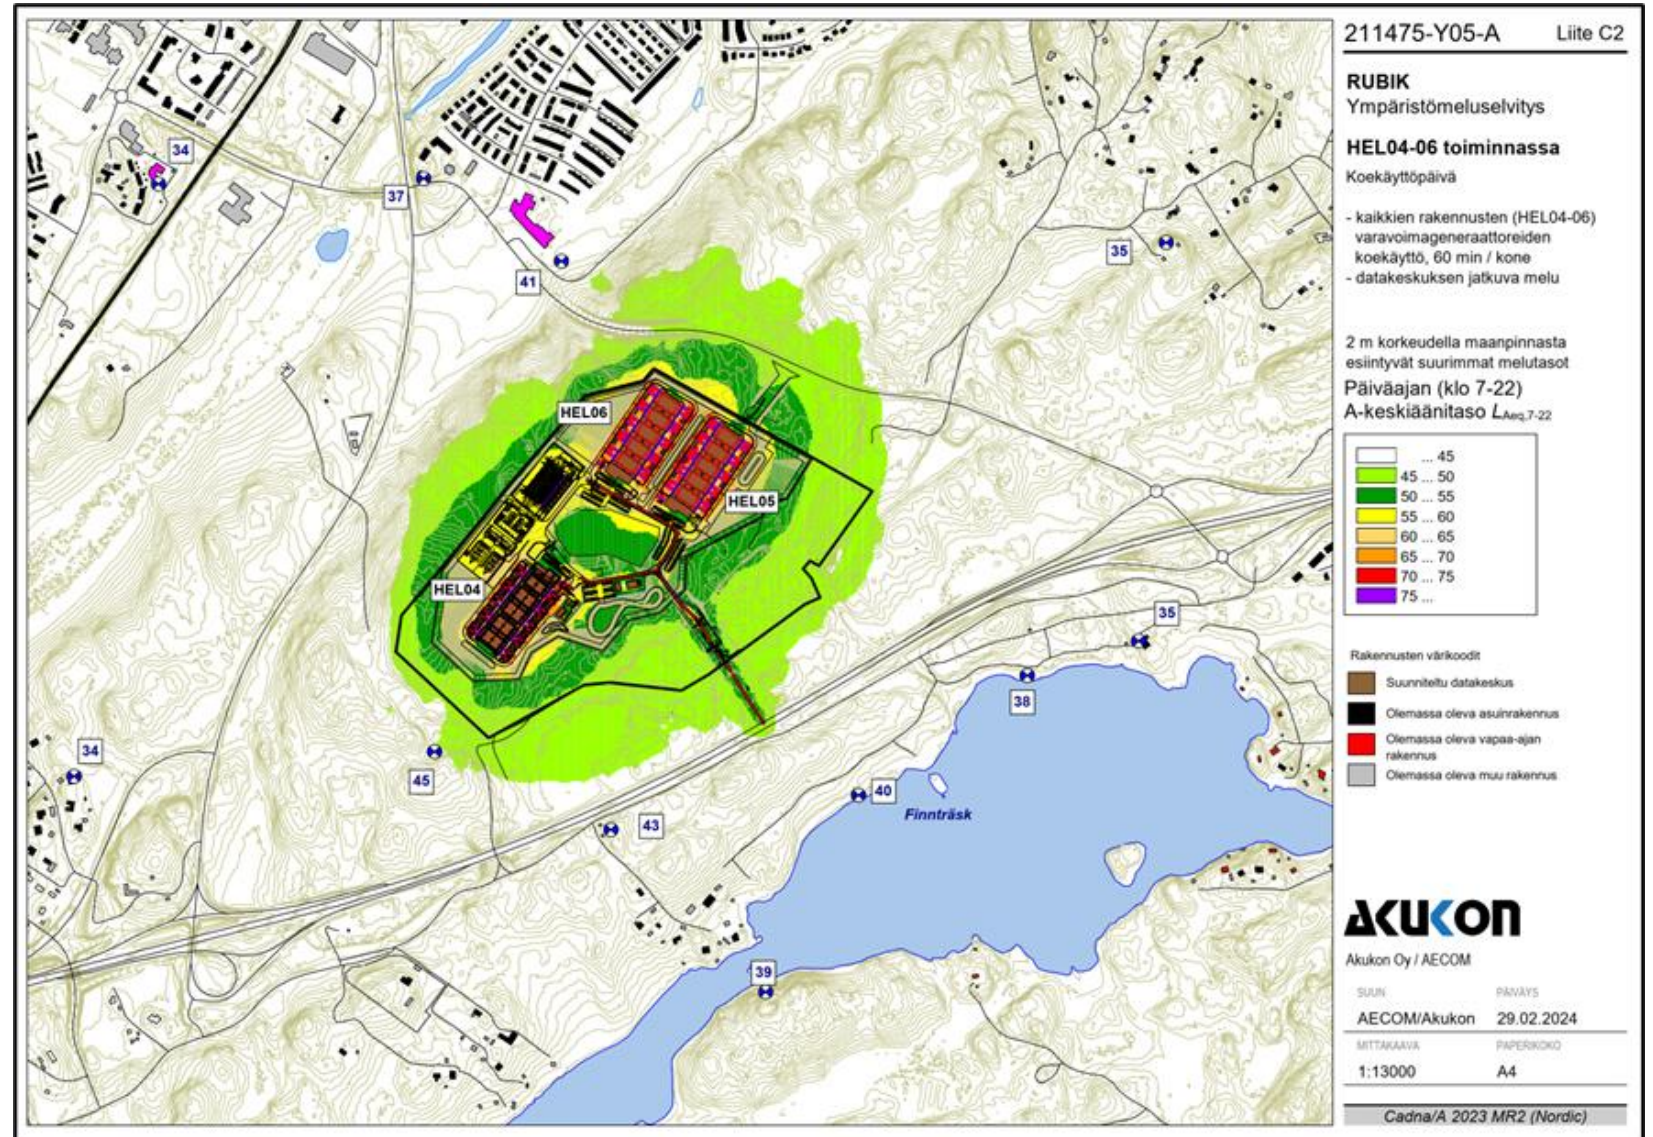 211475-Y05-A Liite C2
RUBIK
Ympäristömeluselvitys
HEL04-06 toiminnassa
Koekäyttöpäivä
- kaikkien rakennusten (HEL04-06)
varavoimageneraattoreiden
koekäyttö, 60 min / kone
- datakeskuksen jatkuva melu
2 m korkeudella maanpinnasta
esiintyvät suurimmat melutasot
Päiväajan (klo 7-22)
A-keskiäänitaso LAeq,7-22
... 45
45 ... 50
50 ... 55
55 ... 60
60 ... 65
65 ... 70
70 ... 75
75 ...
Rakennusten värikoodit
Suunniteltu datakeskus
Olemassa oleva asuinrakennus
Olemassa oleva vapaa-ajan
rakennus
Olemassa oleva muu rakennus
AKUKON
Akukon Oy / AECOM
SUUN PÄIVÄYS
AECOM/Akukon 29.02.2024
MITTAKAAVA PAPERIKOKO
1:13000 A4
Cadna/A 2023 MR2 (Nordic)
34
37
41
35
HEL06
HEL05
HEL04
35
38
34
45
40
43
Finnträsk
39